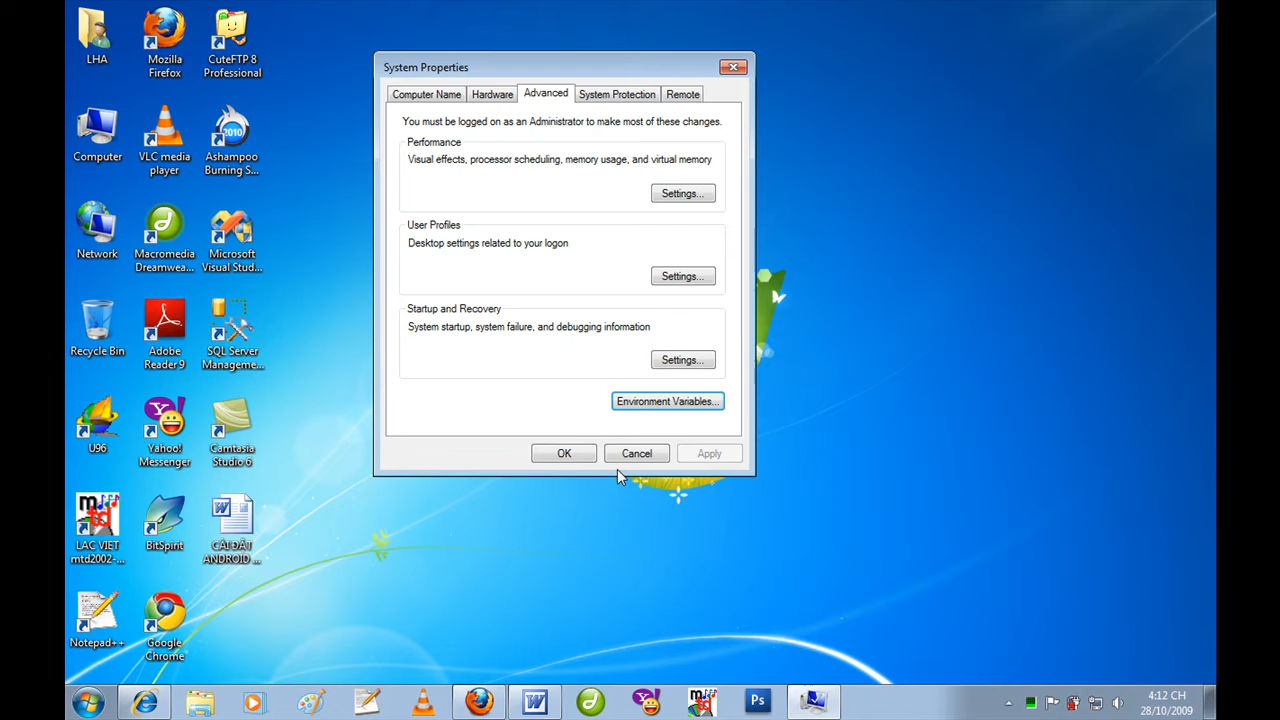 LHA
Mozilla
Firefox
CuteFTP 8
Professional
Computer
VLC media
player
2010
Ashampoo
Burning S...
Network
Macromedia
Dreamwea...
Microsoft
Visual Stud...
Recycle Bin
Adobe
Reader 9
SQL Server
Manageme...
U96
Yahoo!
Messenger
Camtasia
Studio 6
LAC VIET
mtd2002-...
BitSpirit
CÀI ĐẶT
ANDROID ...
Notepad++
Google
Chrome
System Properties
Computer Name
Hardware
Advanced
System Protection
Remote
You must be logged on as an Administrator to make most of these changes.
Performance
Visual effects, processor scheduling, memory usage, and virtual memory
Settings...
User Profiles
Desktop settings related to your logon
Settings...
Startup and Recovery
System startup, system failure, and debugging information
Settings...
Environment Variables...
OK
Cancel
Apply
Ps
4:12 CH
28/10/2009